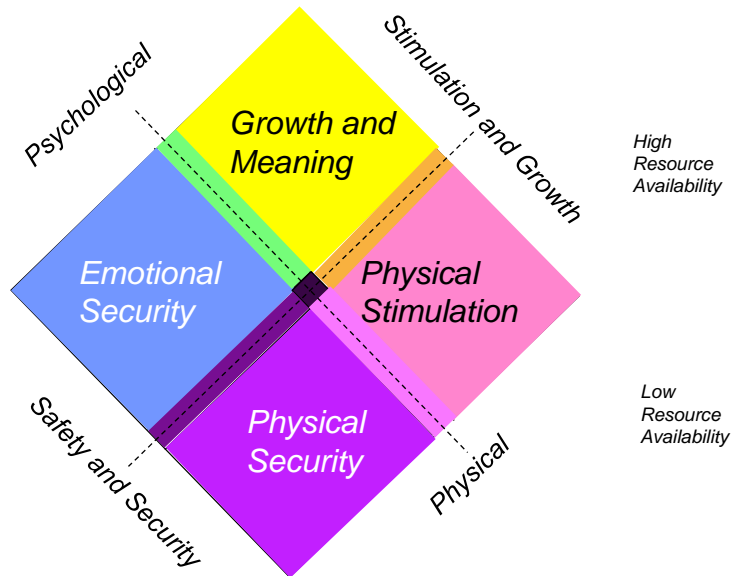 Psychological
Stimulation and Growth
Growth and
Meaning
High
Resource
Availability
Emotional
Security
Physical
Stimulation
Low
Resource
Availability
Safety and Security
Physical
Security
Physical